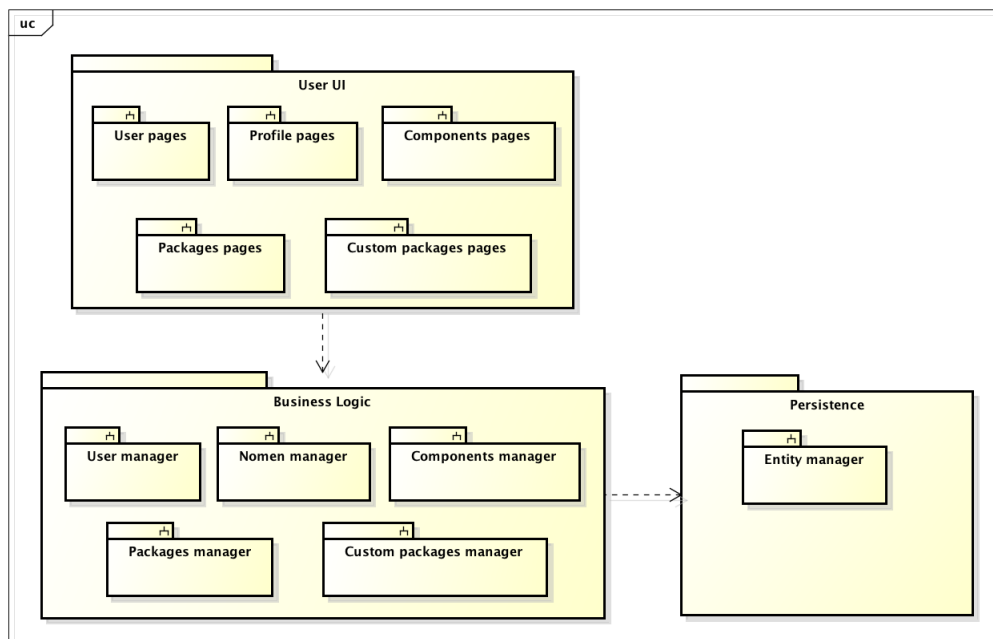 uc
User UI
User pages
Profile pages
Components pages
Packages pages
Custom packages pages
Business Logic
User manager
Nomen manager
Components manager
Packages manager
Custom packages manager
Persistence
Entity manager